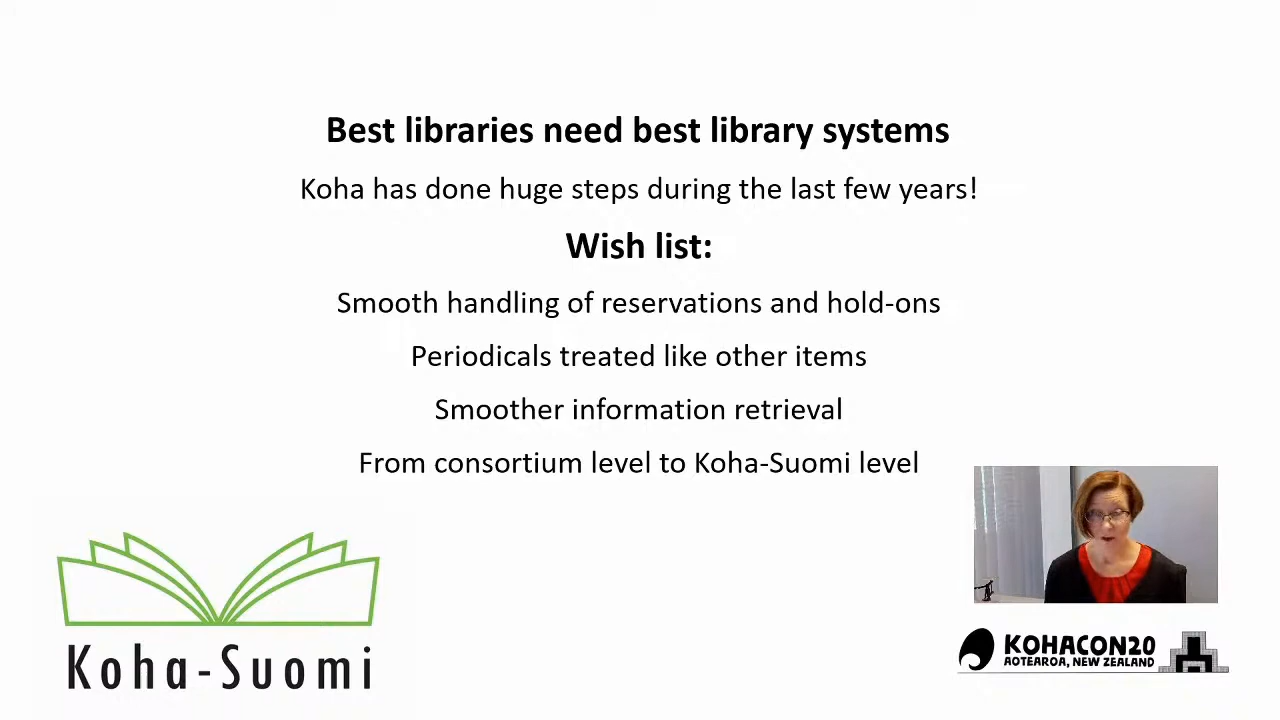 Best libraries need best library systems
Koha has done huge steps during the last few years!
Wish list:
Smooth handling of reservations and hold-ons
Periodicals treated like other items
Smoother information retrieval
From consortium level to Koha-Suomi level
Koha-Suomi
KOHACON20
AOTEAROA, NEW ZEALAND